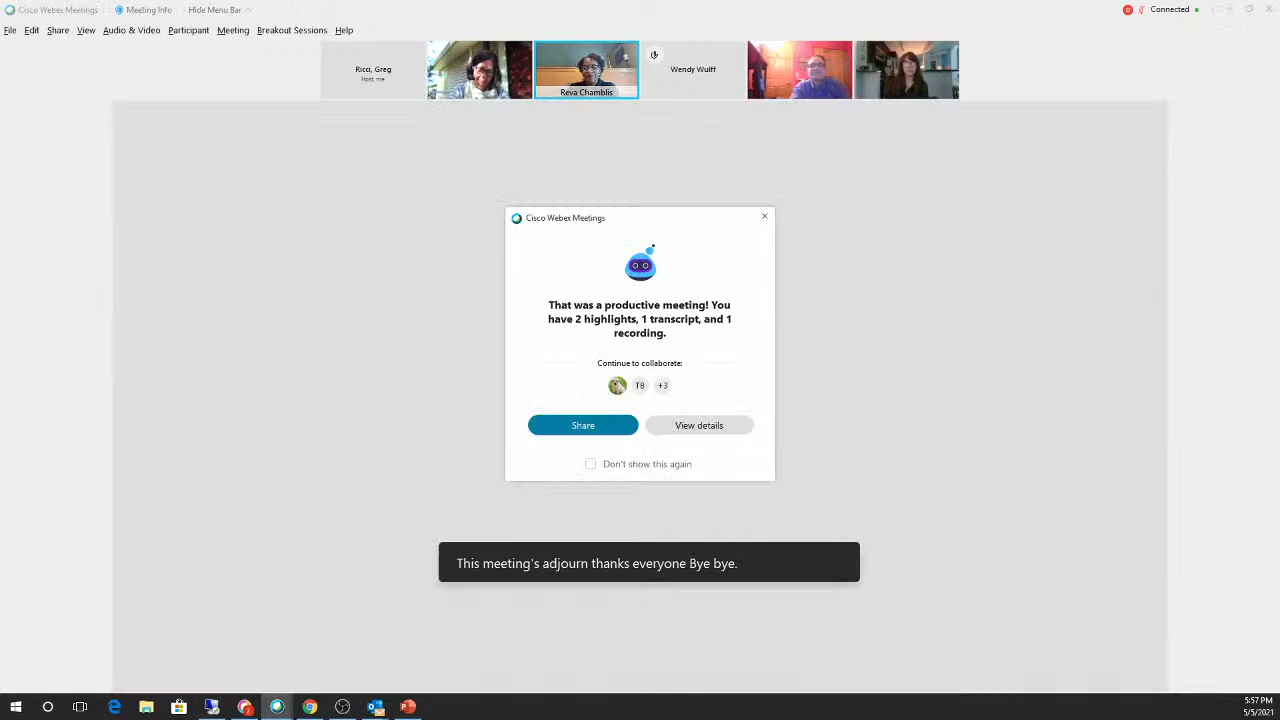 Cisco Webex Meetings
Meeting Info
Hide Menu Bar
Connected
File Edit Share View Audio & Video Participant Meeting Breakout Sessions Help
Ricci, Greg
Host, me
Reva Chamblis
Wendy Wulff
Cisco Webex Meetings
That was a productive meeting! You
have 2 highlights, 1 transcript, and 1
recording.
Continue to collaborate:
TB +3
Share
View details
Don't show this again
This meeting's adjourn thanks everyone Bye bye.
5:57 PM
5/5/2021